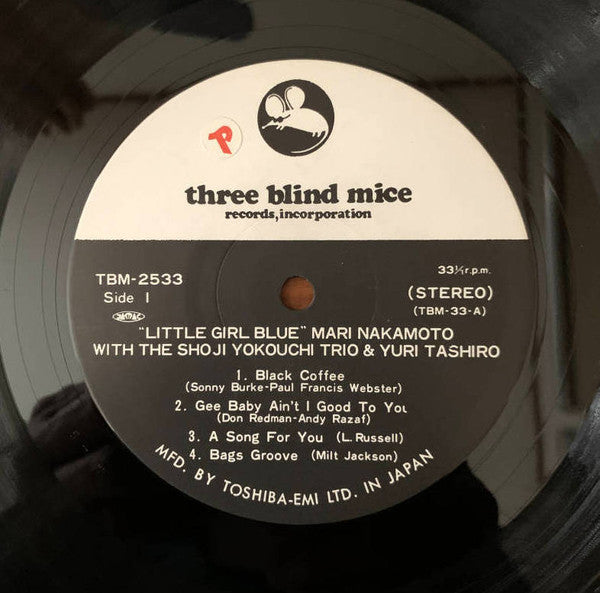 P
three blind mice
records,incorporation
TBM-2533
Side I
33⅓r.p.m.
(STEREO)
(TBM-33-A)
JASRAC
"LITTLE GIRL BLUE" MARI NAKAMOTO
WITH THE SHOJI YOKOUCHI TRIO & YURI TASHIRO
1. Black Coffee
(Sonny Burke-Paul Francis Webster)
2. Gee Baby Ain't I Good To You
(Don Redman-Andy Razaf)
3. A Song For You (L. Russell)
4. Bags Groove (Milt Jackson)
MFD. BY TOSHIBA-EMI LTD. IN JAPAN